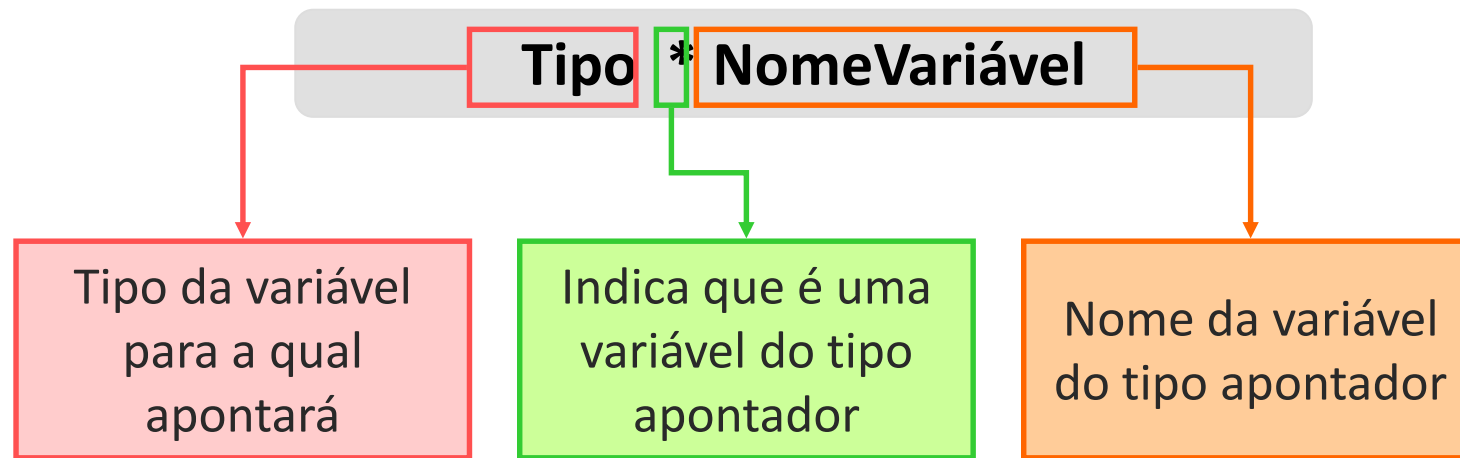 Tipo * NomeVariável
Tipo da variável
para a qual
apontará
Indica que é uma
variável do tipo
apontador
Nome da variável
do tipo apontador